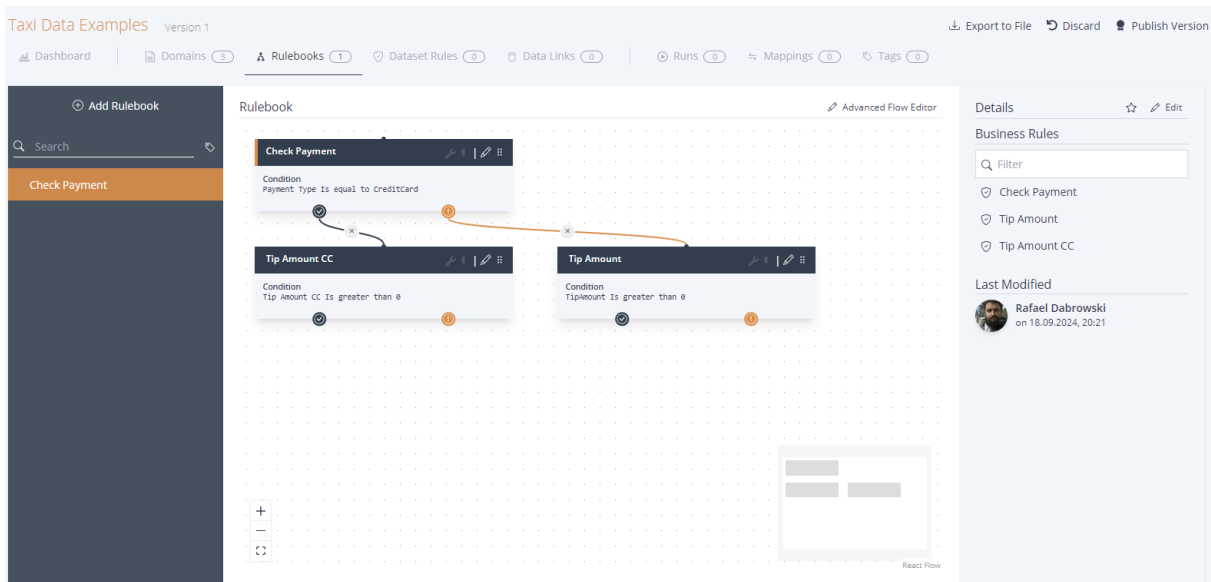 Taxi Data Examples Version 1
Export to File Discard Publish Version
Dashboard Domains 3 Rulebooks 1 Dataset Rules 0 Data Links 0 Runs 0 Mappings 0 Tags 0
Add Rulebook
Search
Check Payment
Rulebook
Advanced Flow Editor
Check Payment
Condition
Payment Type Is equal to CreditCard
Tip Amount CC
Condition
Tip Amount CC Is greater than 0
Tip Amount
Condition
TipAmount Is greater than 0
React Flow
Details
Edit
Business Rules
Filter
Check Payment
Tip Amount
Tip Amount CC
Last Modified
Rafael Dabrowski
on 18.09.2024, 20:21